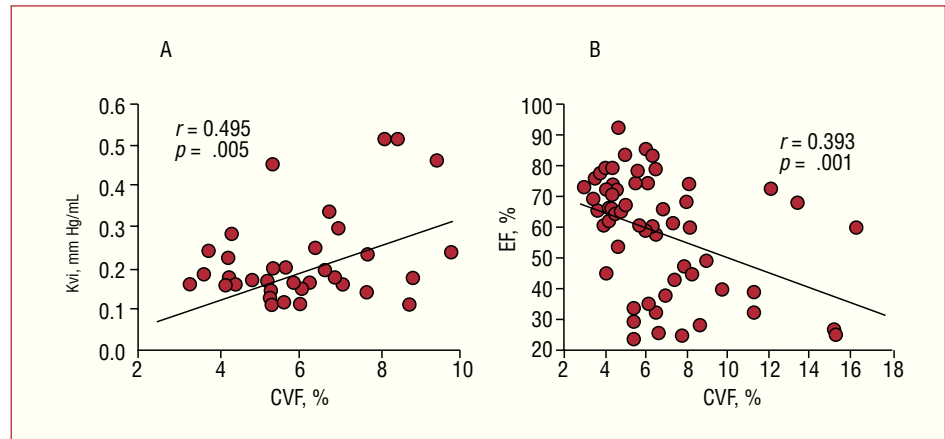 A
Kvi, mm Hg/mL
0.6
0.5
0.4
0.3
0.2
0.1
0.0
r = 0.495
p = .005
2 4 6 8 10
CVF, %
B
EF, %
100
90
80
70
60
50
40
30
20
r = 0.393
p = .001
2 4 6 8 10 12 14 16 18
CVF, %